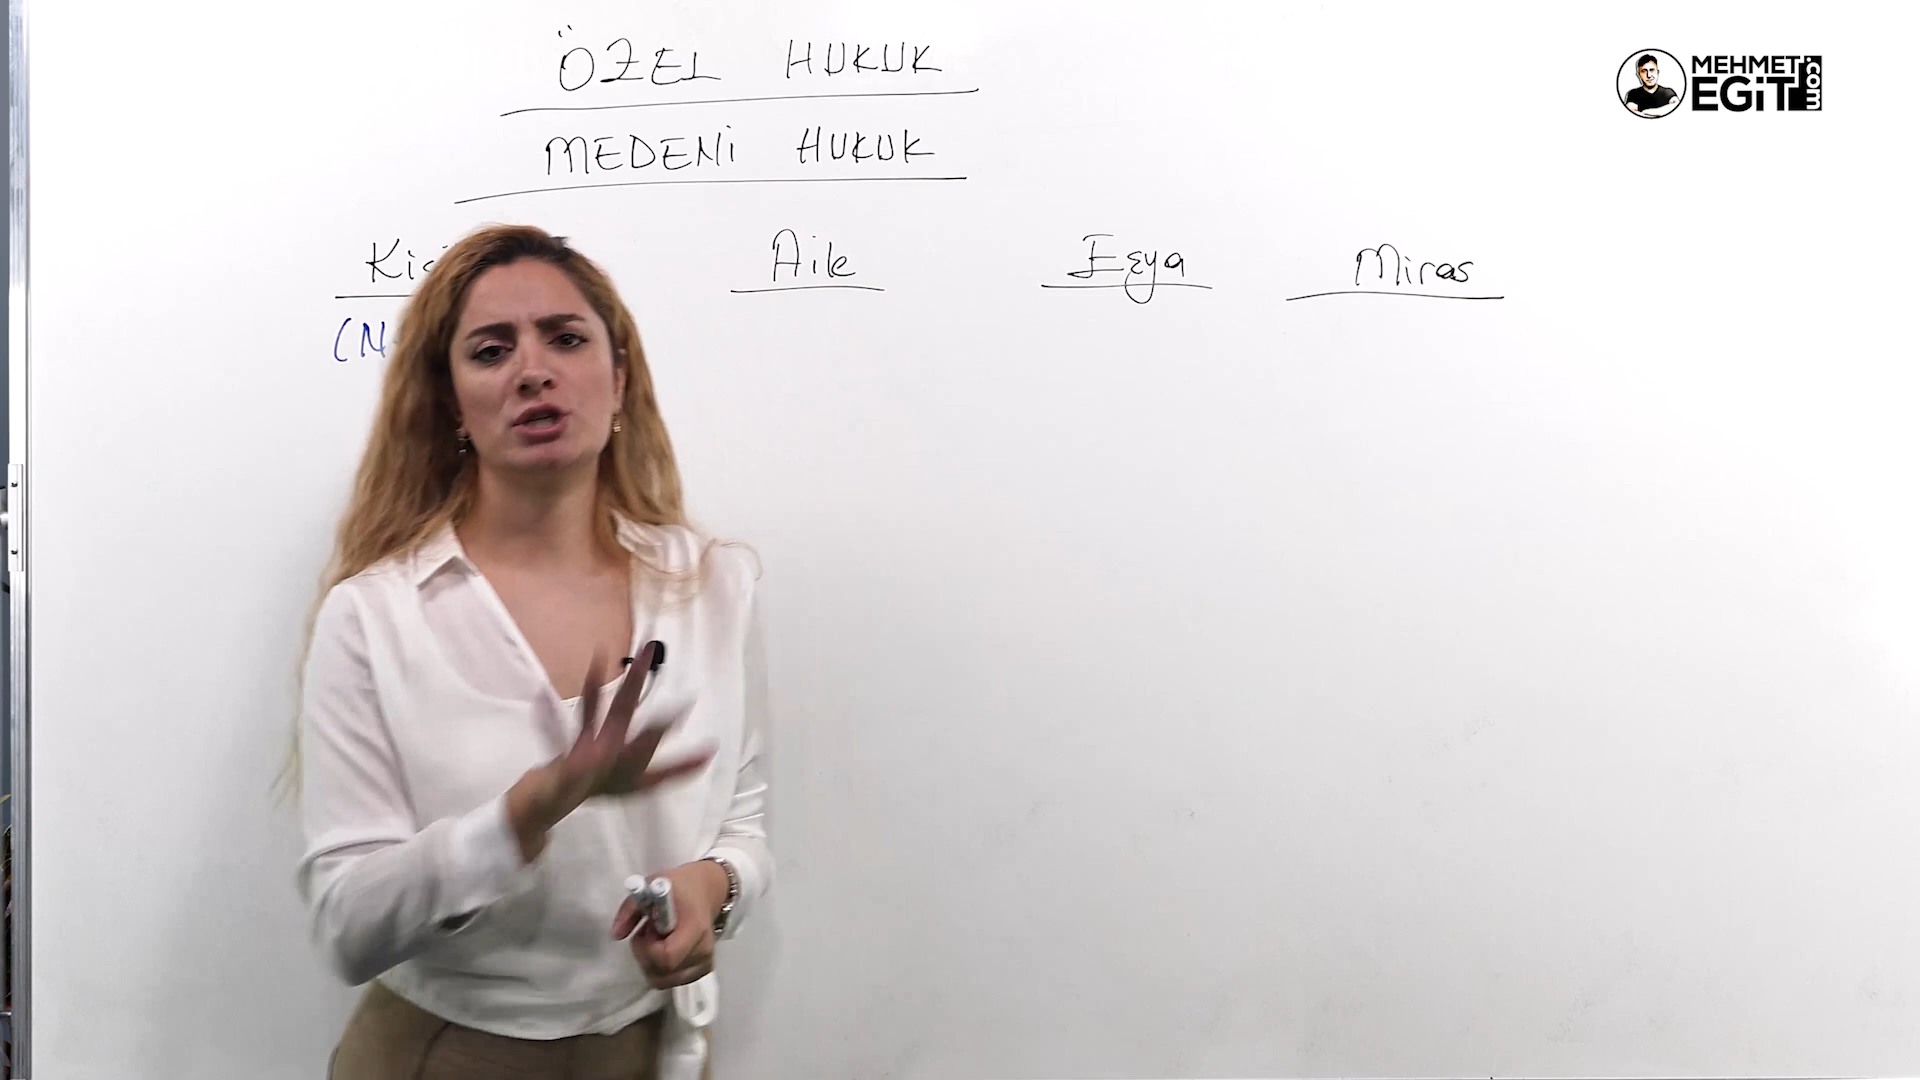 ÖZEL HUKUK
MEDENİ HUKUK
Aile Eşya Miras
MEHMET
EGiT.com